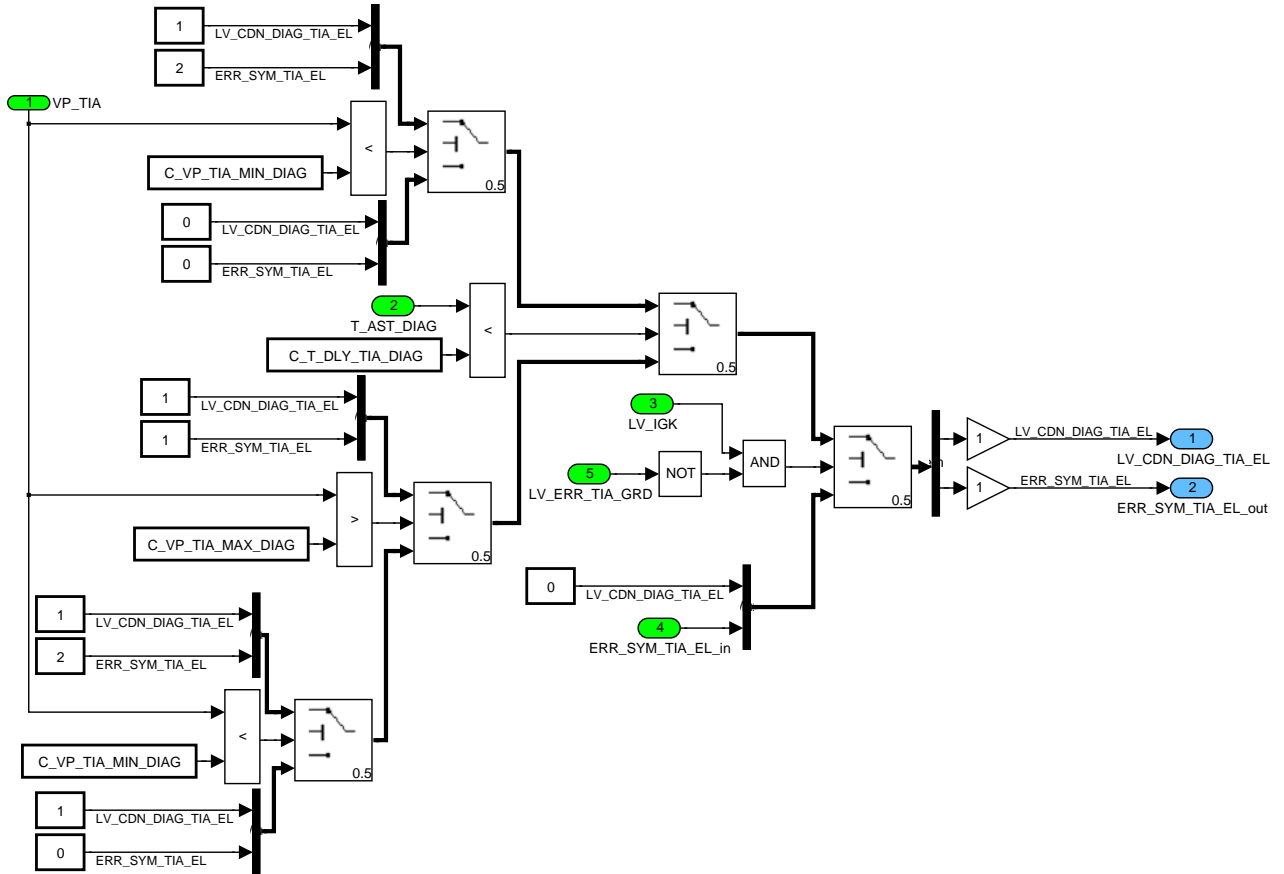 1
LV_CDN_DIAG_TIA_EL
2
ERR_SYM_TIA_EL
1
VP_TIA
<
C_VP_TIA_MIN_DIAG
0.5
0
LV_CDN_DIAG_TIA_EL
0
ERR_SYM_TIA_EL
2
T_AST_DIAG
<
C_T_DLY_TIA_DIAG
0.5
1
LV_CDN_DIAG_TIA_EL
1
ERR_SYM_TIA_EL
3
LV_IGK
5
LV_ERR_TIA_GRD
NOT
AND
0.5
1
LV_CDN_DIAG_TIA_EL
1
LV_CDN_DIAG_TIA_EL
1
ERR_SYM_TIA_EL
2
ERR_SYM_TIA_EL_out
>
C_VP_TIA_MAX_DIAG
0.5
0
LV_CDN_DIAG_TIA_EL
4
ERR_SYM_TIA_EL_in
1
LV_CDN_DIAG_TIA_EL
2
ERR_SYM_TIA_EL
<
C_VP_TIA_MIN_DIAG
0.5
1
LV_CDN_DIAG_TIA_EL
0
ERR_SYM_TIA_EL